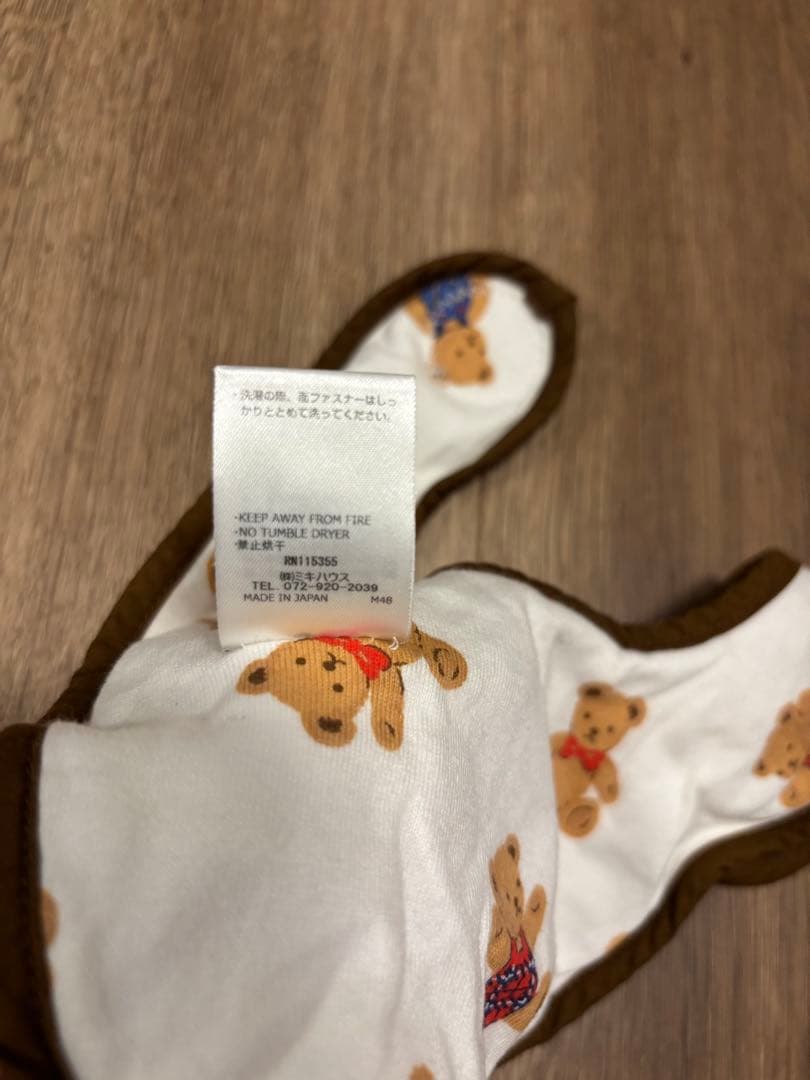 ・洗濯の際、面ファスナーはしっ
かりととめて洗ってください。
・KEEP AWAY FROM FIRE
・NO TUMBLE DRYER
・禁止烘干
RN115355
㈱ミキハウス
TEL. 072-920-2039
MADE IN JAPAN M48